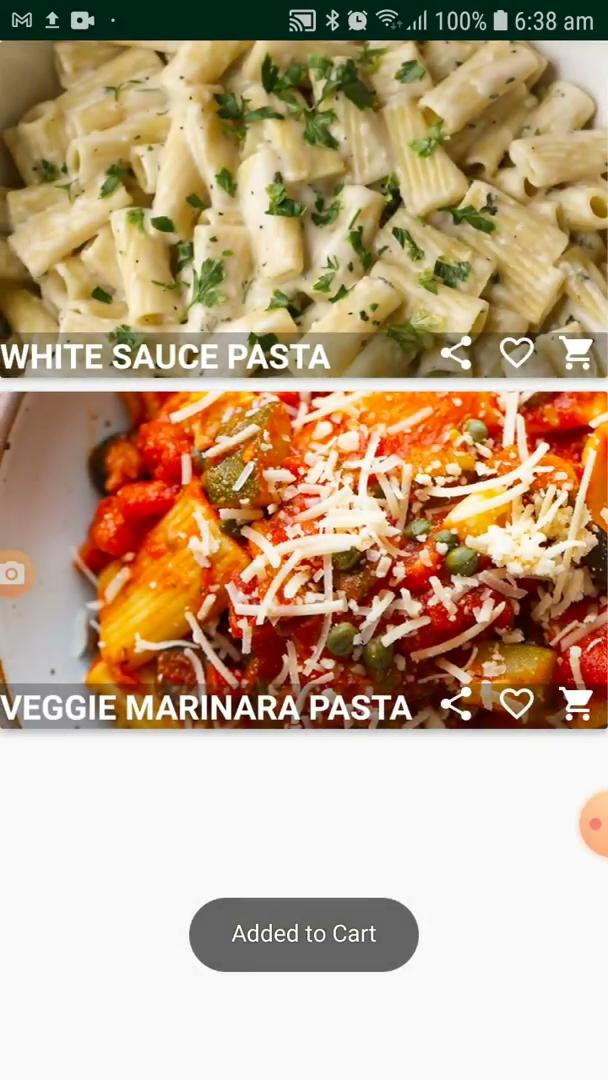 100% 6:38 am
WHITE SAUCE PASTA
VEGGIE MARINARA PASTA
Added to Cart